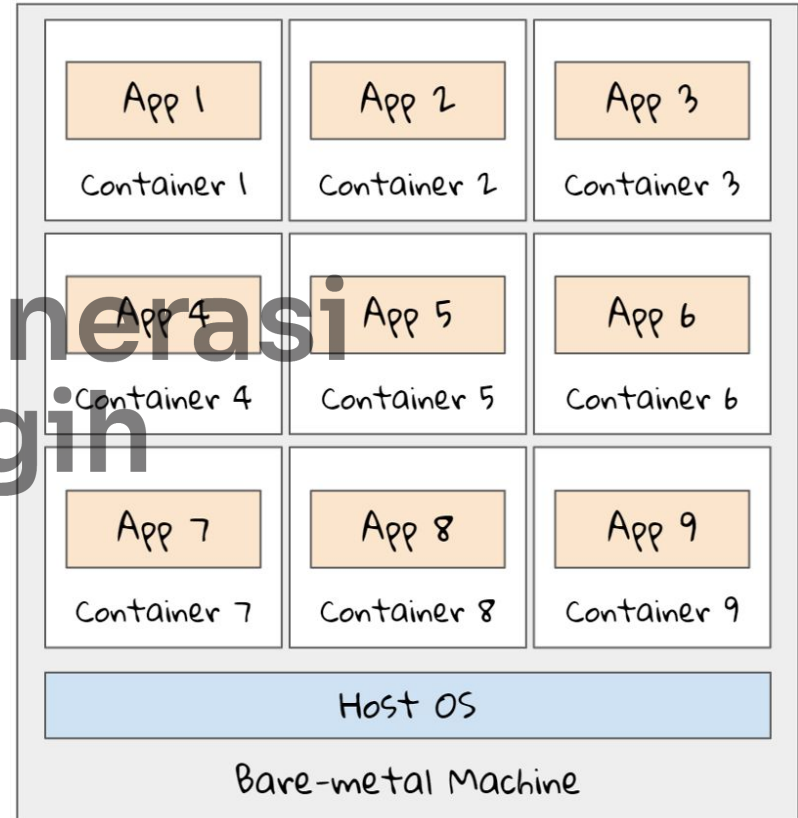 App 1 App 2 App 3
Container 1 Container 2 Container 3
nerasi
App 4 App 5 App 6
gih
Container 4 Container 5 Container 6
App 7 App 8 App 9
Container 7 Container 8 Container 9
Host OS
Bare-metal Machine